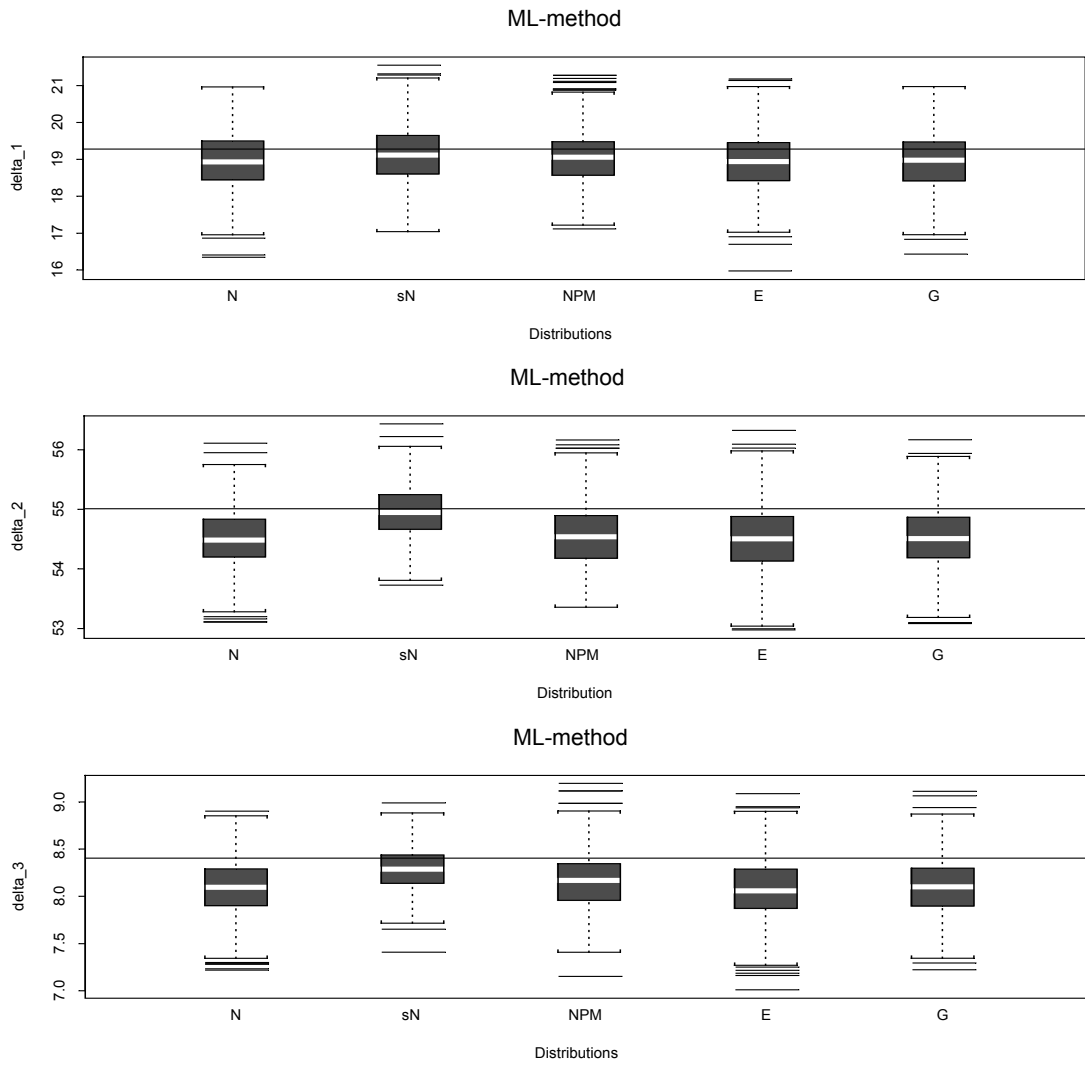 ML-method
delta_1
21
20
19
18
17
16
N sN NPM E G
Distributions
ML-method
delta_2
56
55
54
53
N sN NPM E G
Distribution
ML-method
delta_3
9.0
8.5
8.0
7.5
7.0
N sN NPM E G
Distributions